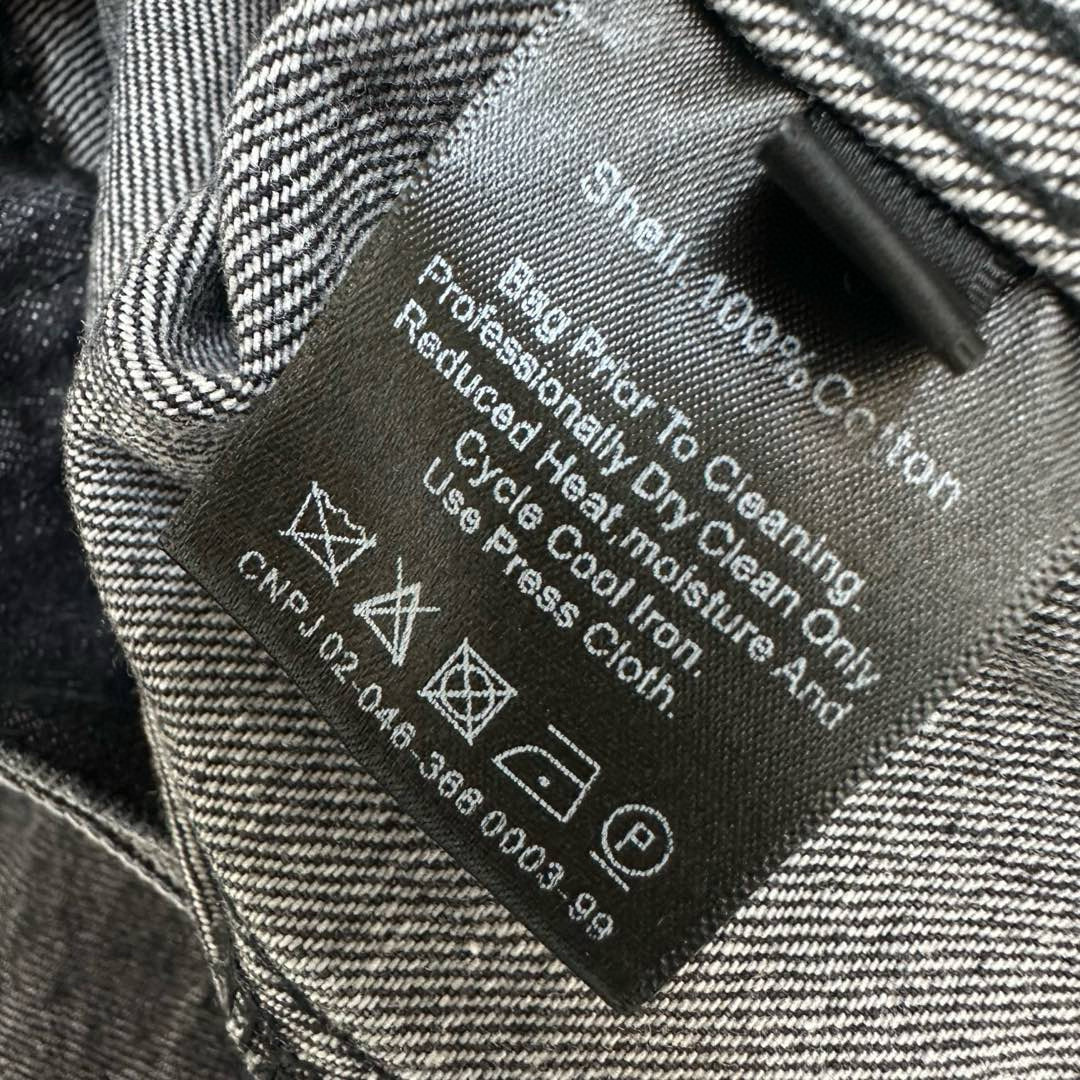 Shell.100%Cotton
Bag Prior To Cleaning
Professionally Dry Clean Only
Reduced Heat,moisture And
Cycle Cool Iron.
Use Press Cloth.
P
CNPJ 02-046-366 0003-99